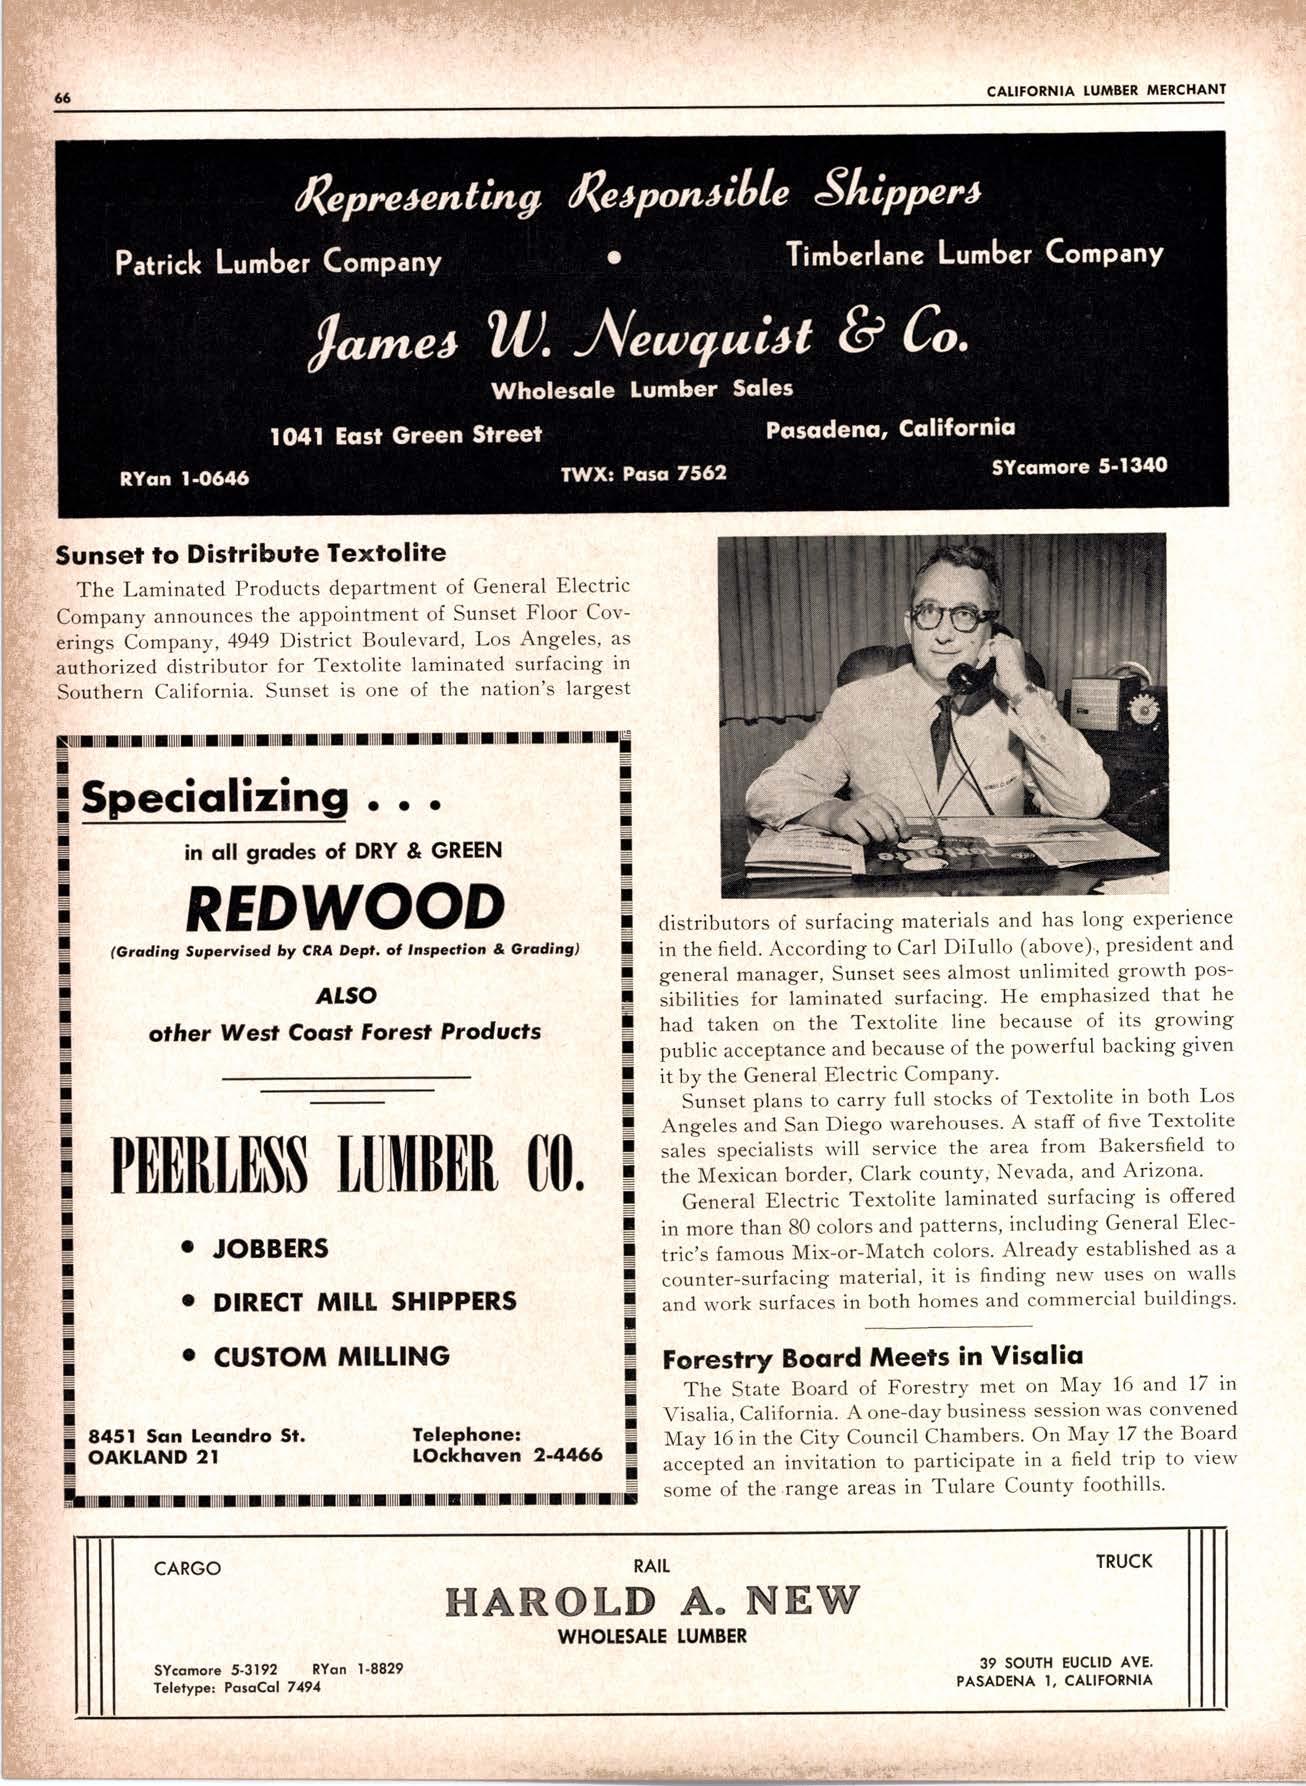 66
CALIFORNIA LUMBER MERCHANT
Representing Responsible Shippers
Patrick Lumber Company • Timberlane Lumber Company
James W. Newquist & Co.
Wholesale Lumber Sales
1041 East Green Street Pasadena, California
RYan 1-0646 TWX: Pasa 7562 SYcamore 5-1340
Sunset to Distribute Textolite
The Laminated Products department of General Electric
Company announces the appointment of Sunset Floor Cov-
erings Company, 4949 District Boulevard, Los Angeles, as
authorized distributor for Textolite laminated surfacing in
Southern California. Sunset is one of the nation's largest
Specializing . . .
in all grades of DRY & GREEN
REDWOOD
(Grading Supervised by CRA Dept. of Inspection & Grading)
ALSO
other West Coast Forest Products
PEERLESS LUMBER CO.
• JOBBERS
• DIRECT MILL SHIPPERS
• CUSTOM MILLING
8451 San Leandro St. Telephone:
OAKLAND 21 LOckhaven 2-4466
distributors of surfacing materials and has long experience
in the field. According to Carl DiIullo (above), president and
general manager, Sunset sees almost unlimited growth pos-
sibilities for laminated surfacing. He emphasized that he
had taken on the Textolite line because of its growing
public acceptance and because of the powerful backing given
it by the General Electric Company.
Sunset plans to carry full stocks of Textolite in both Los
Angeles and San Diego warehouses. A staff of five Textolite
sales specialists will service the area from Bakersfield to
the Mexican border, Clark county, Nevada, and Arizona.
General Electric Textolite laminated surfacing is offered
in more than 80 colors and patterns, including General Elec-
tric's famous Mix-or-Match colors. Already established as a
counter-surfacing material, it is finding new uses on walls
and work surfaces in both homes and commercial buildings.
Forestry Board Meets in Visalia
The State Board of Forestry met on May 16 and 17 in
Visalia, California. A one-day business session was convened
May 16 in the City Council Chambers. On May 17 the Board
accepted an invitation to participate in a field trip to view
some of the range areas in Tulare County foothills.
CARGO RAIL TRUCK
HAROLD A. NEW
WHOLESALE LUMBER
SYcamore 5-3192 RYan 1-8829
Teletype: PasaCal 7494
39 SOUTH EUCLID AVE.
PASADENA 1, CALIFORNIA